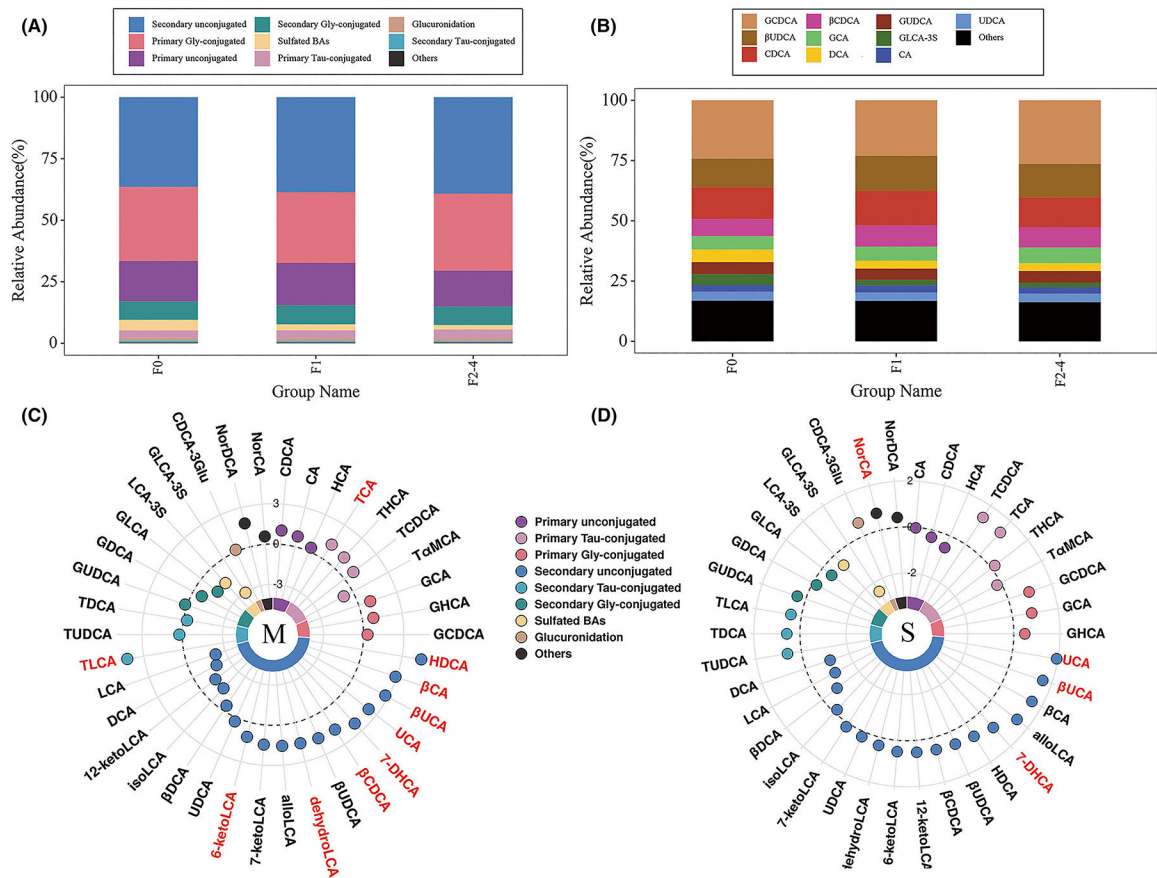 (A)
Secondary unconjugated Secondary Gly-conjugated Glucuronidation
Primary Gly-conjugated Sulfated BAs Secondary Tau-conjugated
Primary unconjugated Primary Tau-conjugated Others
Relative Abundance(%)
100
75
50
25
0
F0
F1
F2-4
Group Name
(B)
GCDCA βCDCA GUDCA UDCA
βUDCA GCA GLCA-3S Others
CDCA DCA CA
Relative Abundance(%)
100
75
50
25
0
F0
F1
F2-4
Group Name
(C)
M
3
0
-3
CDCA
CA
HCA
TCA
THCA
TCDCA
TαMCA
GCA
GHCA
GCDCA
HDCA
βCA
βUCA
UCA
7-DHCA
βCDCA
βUDCA
dehydroLCA
alloLCA
7-ketoLCA
6-ketoLCA
UDCA
βDCA
isoLCA
12-ketoLCA
DCA
LCA
TLCA
TUDCA
TDCA
GUDCA
GDCA
GLCA
LCA-3S
GLCA-3S
CDCA-3Glu
NorDCA
NorCA
Primary unconjugated
Primary Tau-conjugated
Primary Gly-conjugated
Secondary unconjugated
Secondary Tau-conjugated
Secondary Gly-conjugated
Sulfated BAs
Glucuronidation
Others
(D)
S
2
0
-2
CA
CDCA
HCA
TCDCA
TCA
THCA
TαMCA
GCDCA
GCA
GHCA
UCA
βUCA
βCA
alloLCA
7-DHCA
HDCA
βUDCA
βCDCA
12-ketoLCA
6-ketoLCA
dehydroLCA
UDCA
7-ketoLCA
isoLCA
βDCA
LCA
DCA
TUDCA
TDCA
TLCA
GUDCA
GDCA
GLCA
LCA-3S
GLCA-3S
CDCA-3Glu
NorCA
NorDCA